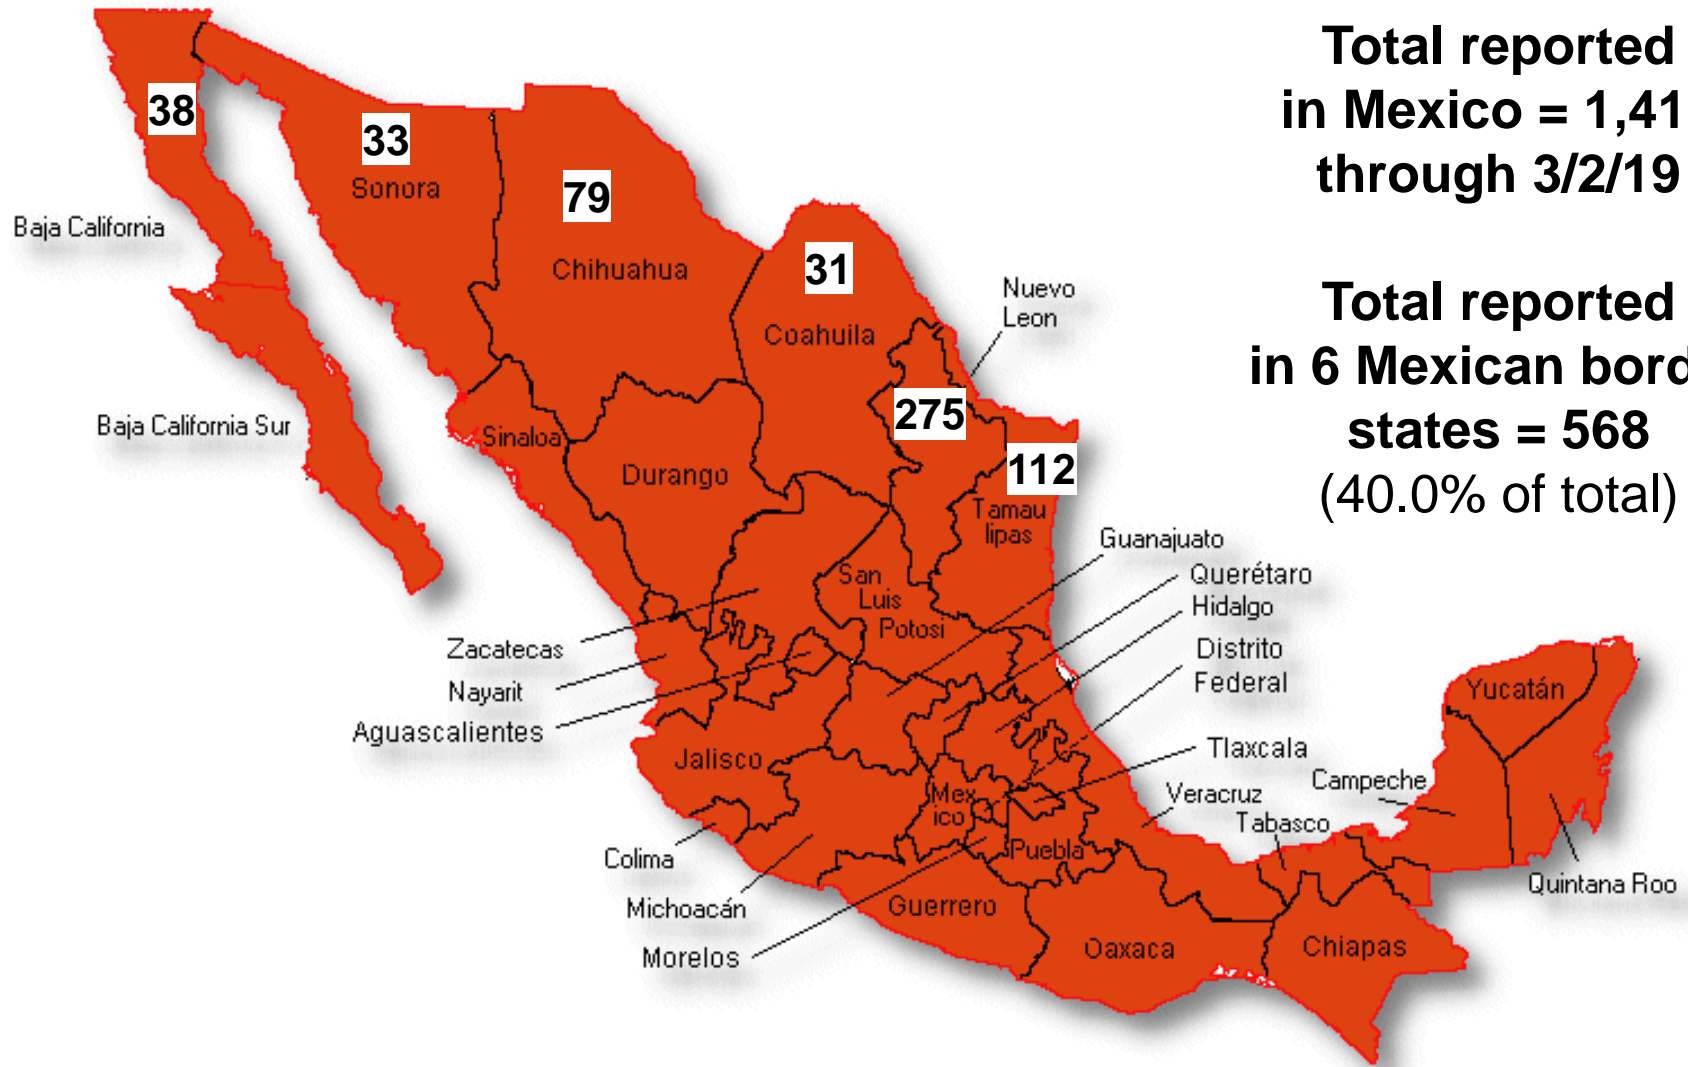 Total reported
in Mexico = 1,41
through 3/2/19
Total reported
in 6 Mexican bord
states = 568
(40.0% of total)
38
33
Sonora
79
Chihuahua
31
Coahuila
Nuevo
Leon
275
112
Tamau
lipas
Baja California
Baja California Sur
Sinaloa
Durango
San
Luis
Potosi
Guanajuato
Querétaro
Hidalgo
Distrito
Federal
Zacatecas
Nayarit
Aguascalientes
Jalisco
Tlaxcala
Veracruz
Campeche
Tabasco
Yucatán
Quintana Roo
Mex
ico
Puebla
Colima
Michoacán
Morelos
Guerrero
Oaxaca
Chiapas